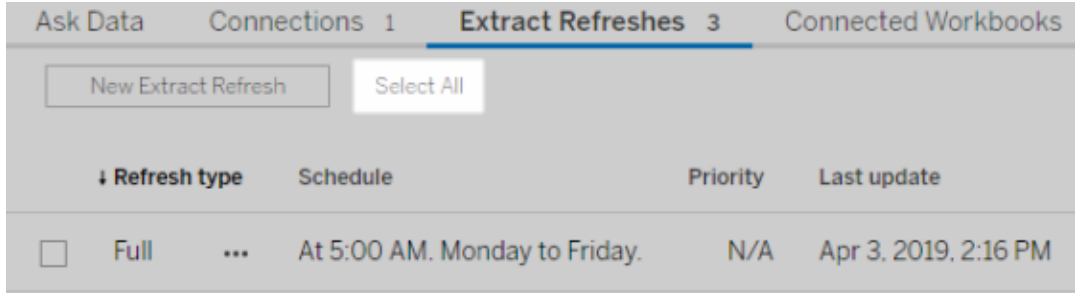 Ask Data Connections 1 Extract Refreshes 3 Connected Workbooks
New Extract Refresh Select All
↓ Refresh type Schedule Priority Last update
Full ••• At 5:00 AM. Monday to Friday. N/A Apr 3, 2019, 2:16 PM